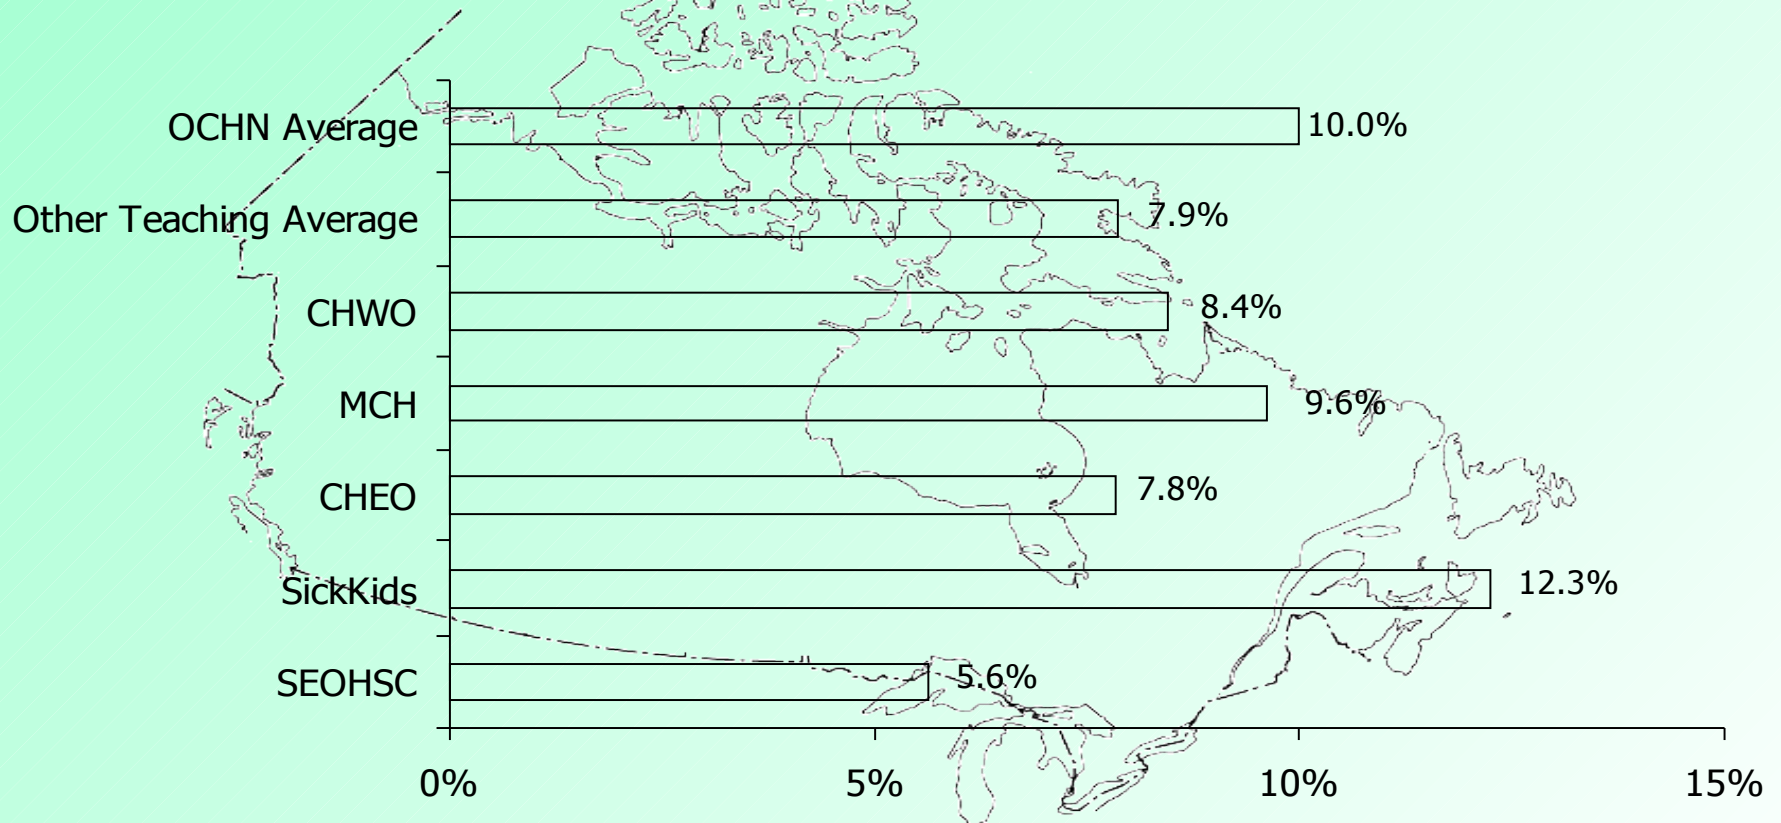 OCHN Average 10.0%
Other Teaching Average 7.9%
CHWO 8.4%
MCH 9.6%
CHEO 7.8%
SickKids 12.3%
SEOHSC 5.6%
0% 5% 10% 15%